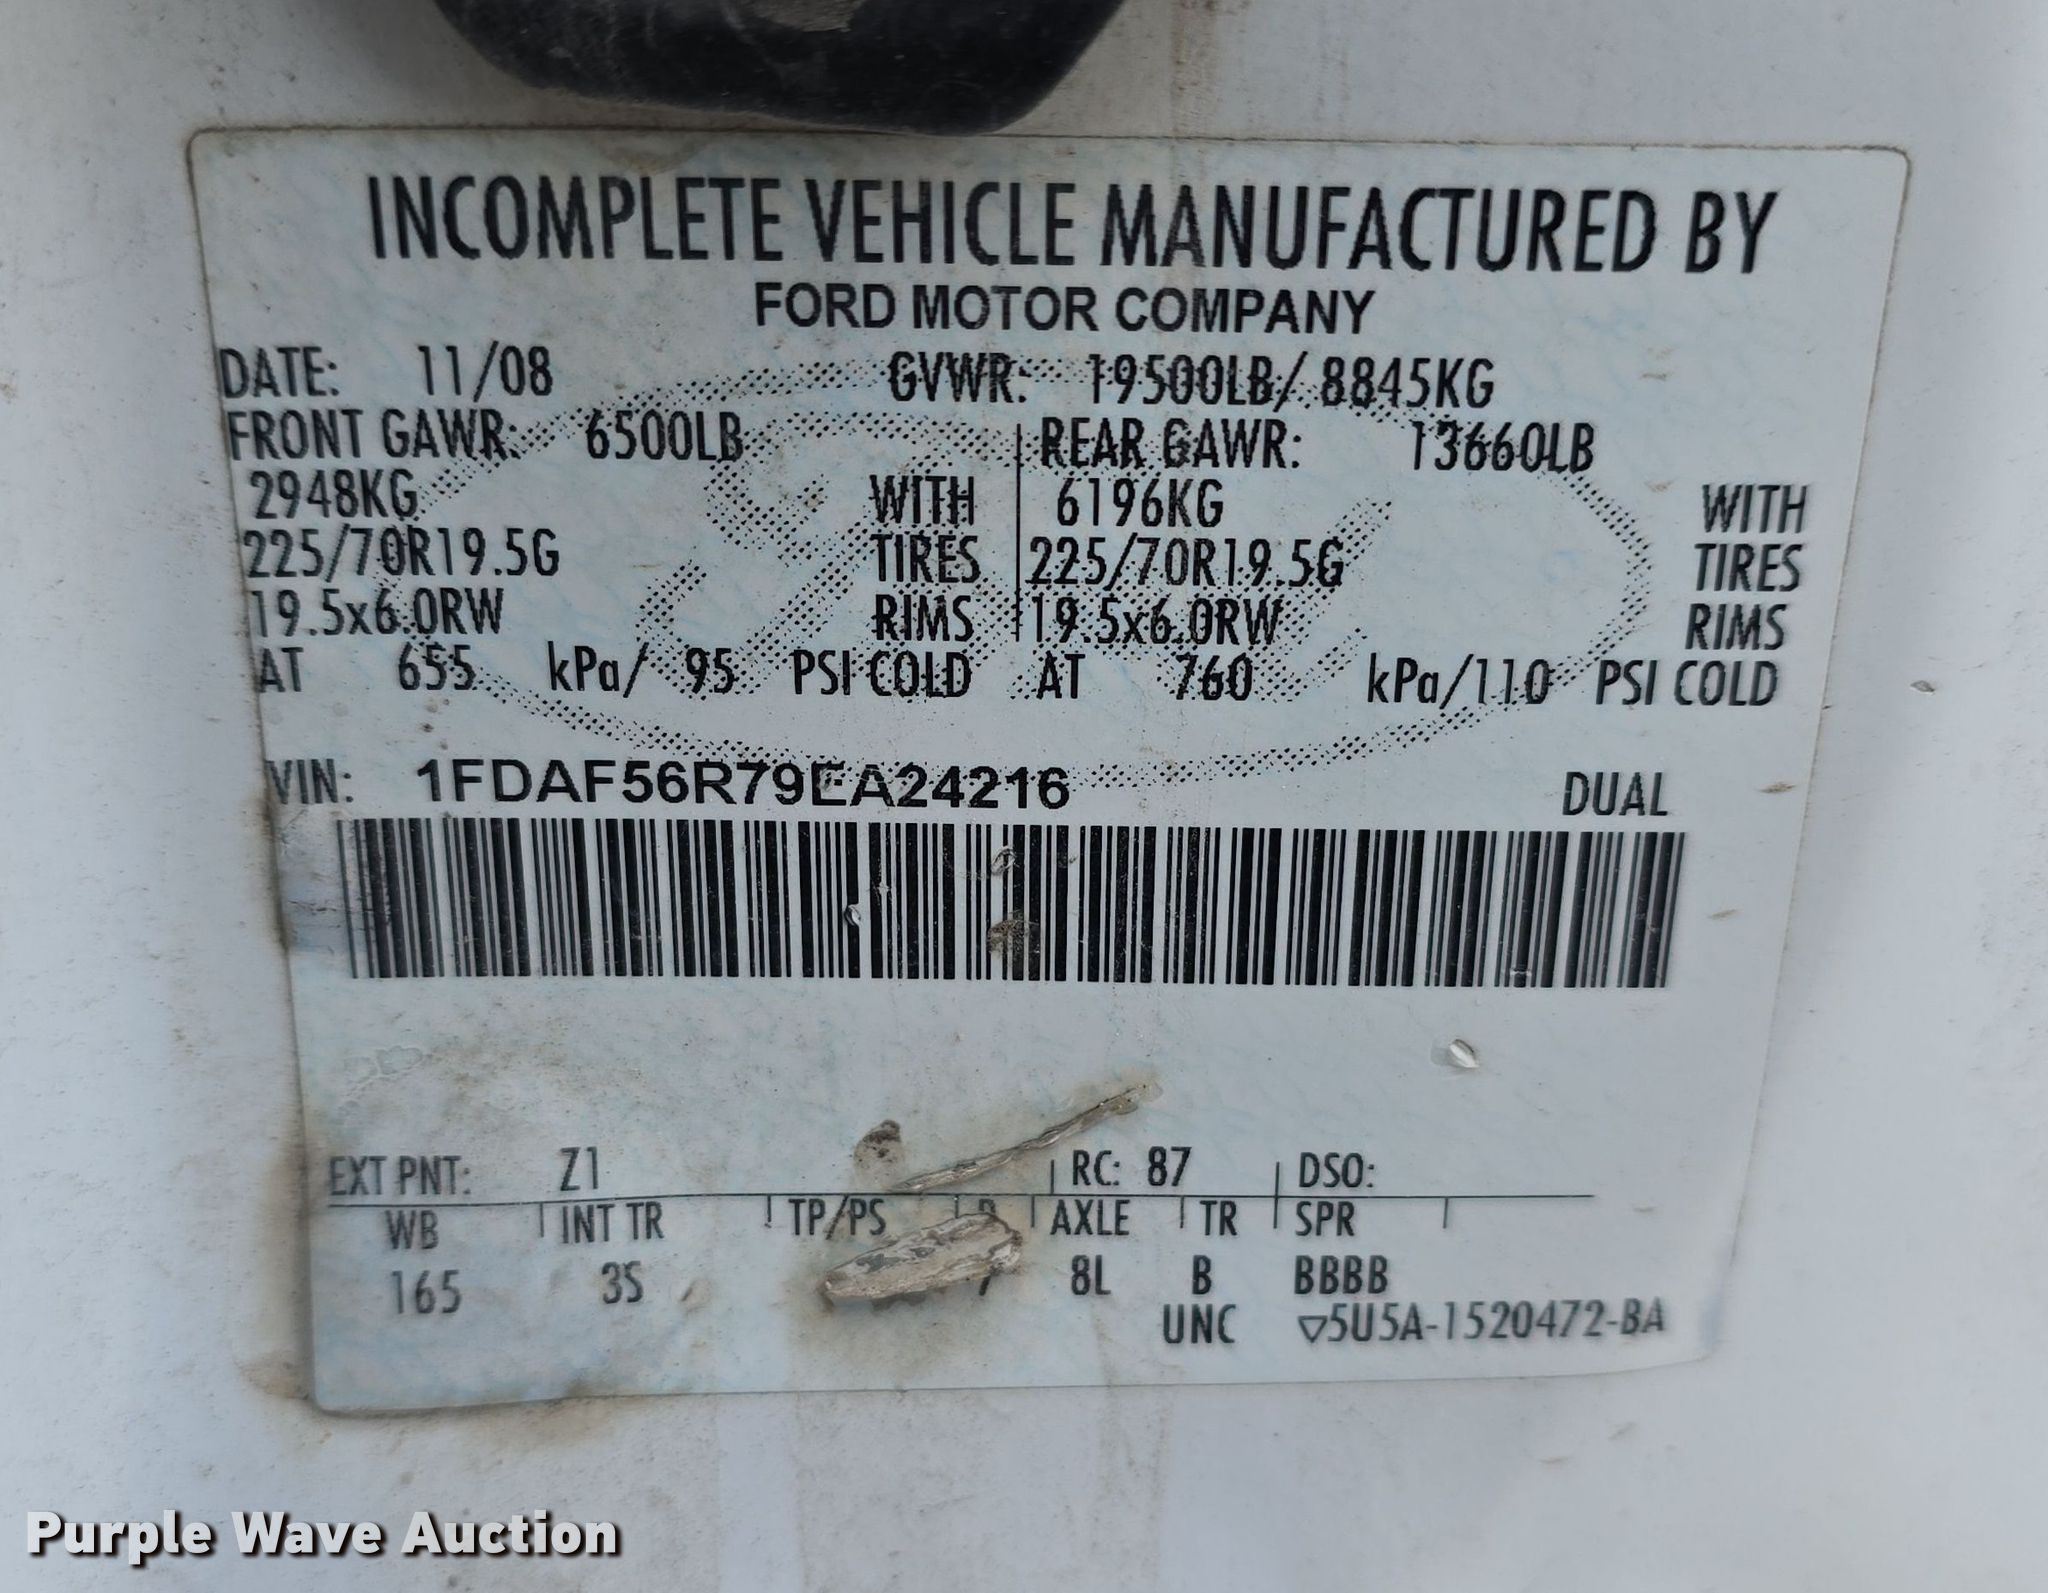 INCOMPLETE VEHICLE MANUFACTURED BY
FORD MOTOR COMPANY
DATE: 11/08 GVWR: 19500LB/ 8845KG
FRONT GAWR: 6500LB REAR GAWR: 13660LB
2948KG WITH 6196KG WITH
225/70R19.5G TIRES 225/70R19.5G TIRES
19.5x6.0RW RIMS 19.5x6.0RW RIMS
AT 655 kPa/ 95 PSI COLD AT 760 kPa/110 PSI COLD
VIN: 1FDAF56R79EA24216 DUAL
EXT PNT: Z1 RC: 87 DSO:
WB INT TR TP/PS AXLE TR SPR
165 3S 8L B BBBB
UNC ▽5U5A-1520472-BA
Purple Wave Auction